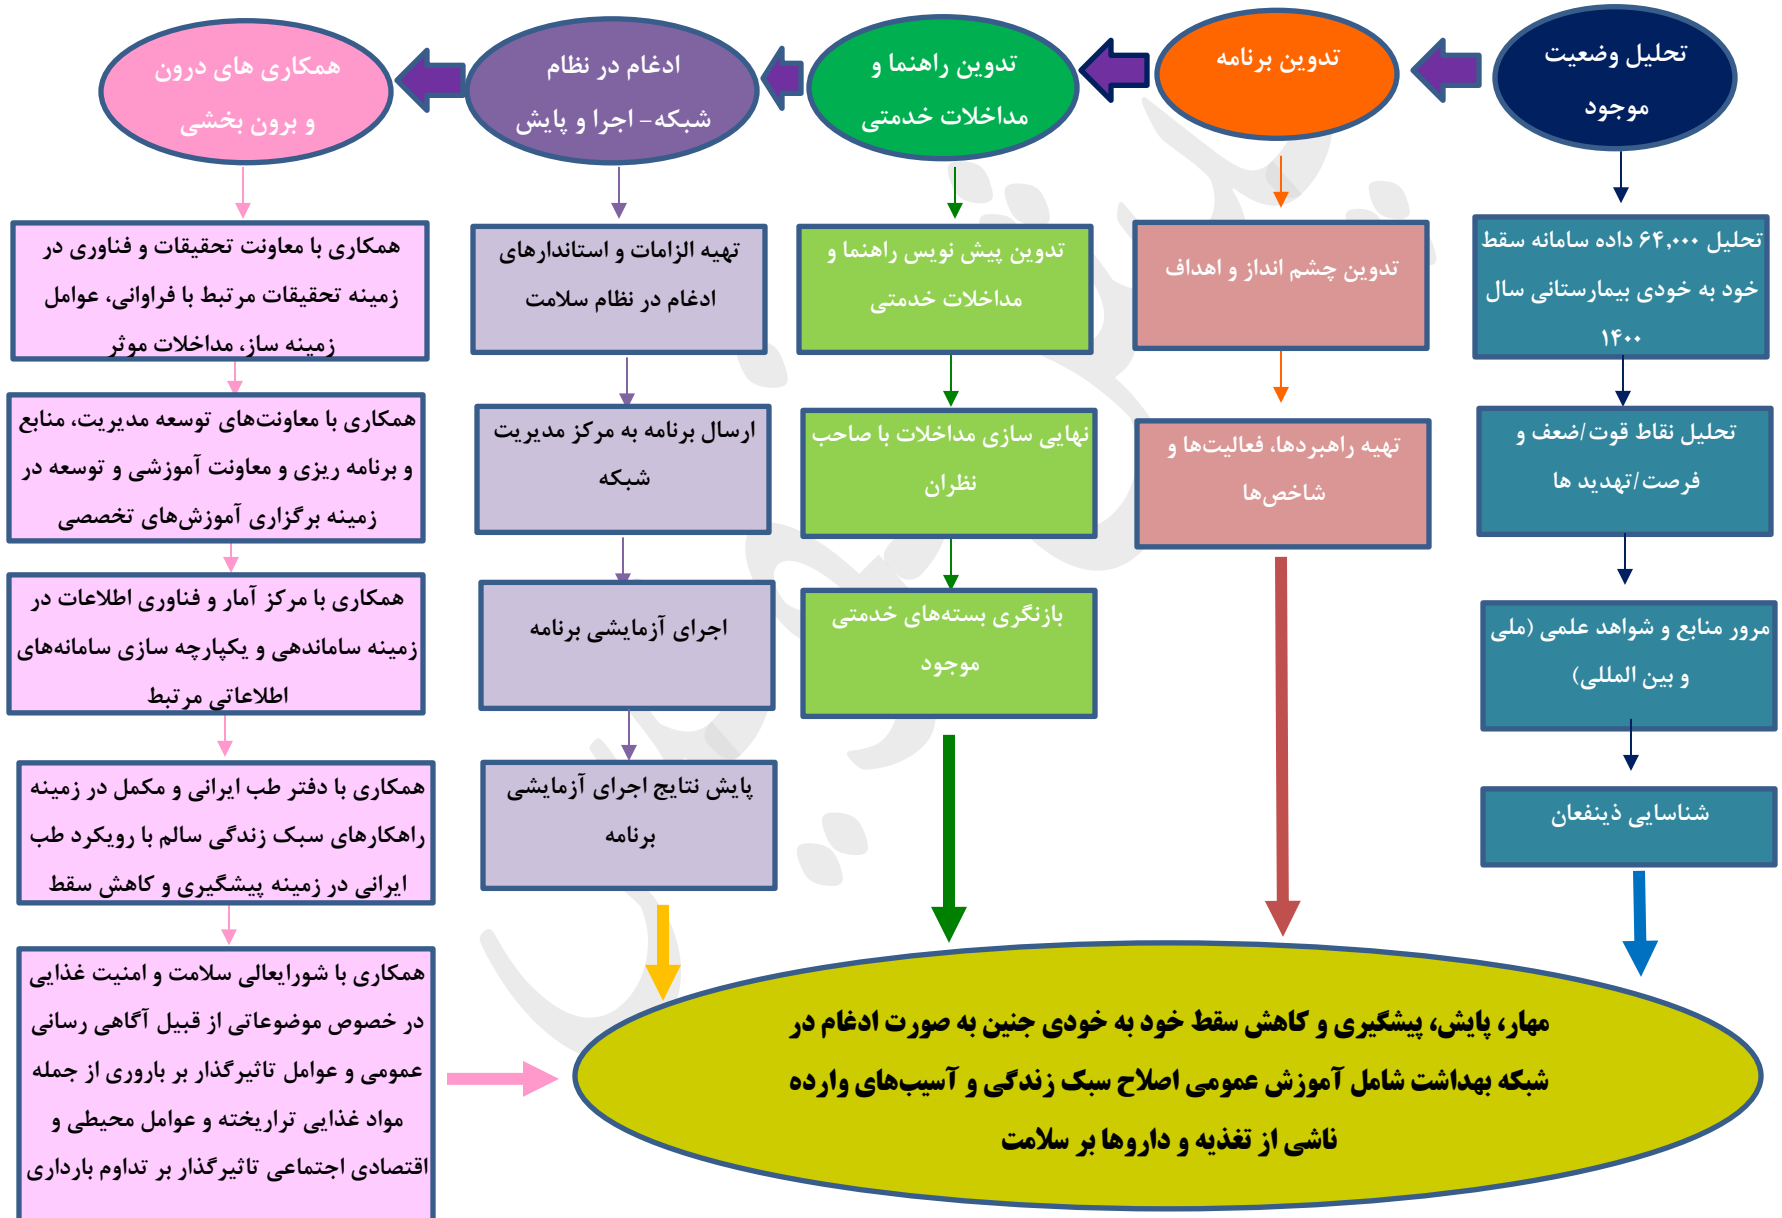 تحلیل وضعیت
موجود
تدوین برنامه
تدوین راهنما و
مداخلات خدمتی
ادغام در نظام
شبکه- اجرا و پایش
همکاری های درون
و برون بخشی
تحلیل ۶۴,۰۰۰ داده سامانه سقط
خود به خودی بیمارستانی سال
۱۴۰۰
تحلیل نقاط قوت/ضعف و
فرصت/تهدید ها
مرور منابع و شواهد علمی (ملی
و بین المللی)
شناسایی ذینفعان
تدوین چشم انداز و اهداف
تهیه راهبردها، فعالیت‌ها و
شاخص‌ها
تدوین پیش نویس راهنما و
مداخلات خدمتی
نهایی سازی مداخلات با صاحب
نظران
بازنگری بسته‌های خدمتی
موجود
تهیه الزامات و استاندارهای
ادغام در نظام سلامت
ارسال برنامه به مرکز مدیریت
شبکه
اجرای آزمایشی برنامه
پایش نتایج اجرای آزمایشی
برنامه
همکاری با معاونت تحقیقات و فناوری در
زمینه تحقیقات مرتبط با فراوانی، عوامل
زمینه ساز، مداخلات موثر
همکاری با معاونت‌های توسعه مدیریت، منابع
و برنامه ریزی و معاونت آموزشی و توسعه در
زمینه برگزاری آموزش‌های تخصصی
همکاری با مرکز آمار و فناوری اطلاعات در
زمینه ساماندهی و یکپارچه سازی سامانه‌های
اطلاعاتی مرتبط
همکاری با دفتر طب ایرانی و مکمل در زمینه
راهکارهای سبک زندگی سالم با رویکرد طب
ایرانی در زمینه پیشگیری و کاهش سقط
همکاری با شورایعالی سلامت و امنیت غذایی
در خصوص موضوعاتی از قبیل آگاهی رسانی
عمومی و عوامل تاثیرگذار بر باروری از جمله
مواد غذایی تراریخته و عوامل محیطی و
اقتصادی اجتماعی تاثیرگذار بر تداوم بارداری
مهار، پایش، پیشگیری و کاهش سقط خود به خودی جنین به صورت ادغام در
شبکه بهداشت شامل آموزش عمومی اصلاح سبک زندگی و آسیب‌های وارده
ناشی از تغذیه و داروها بر سلامت
پیش نویس